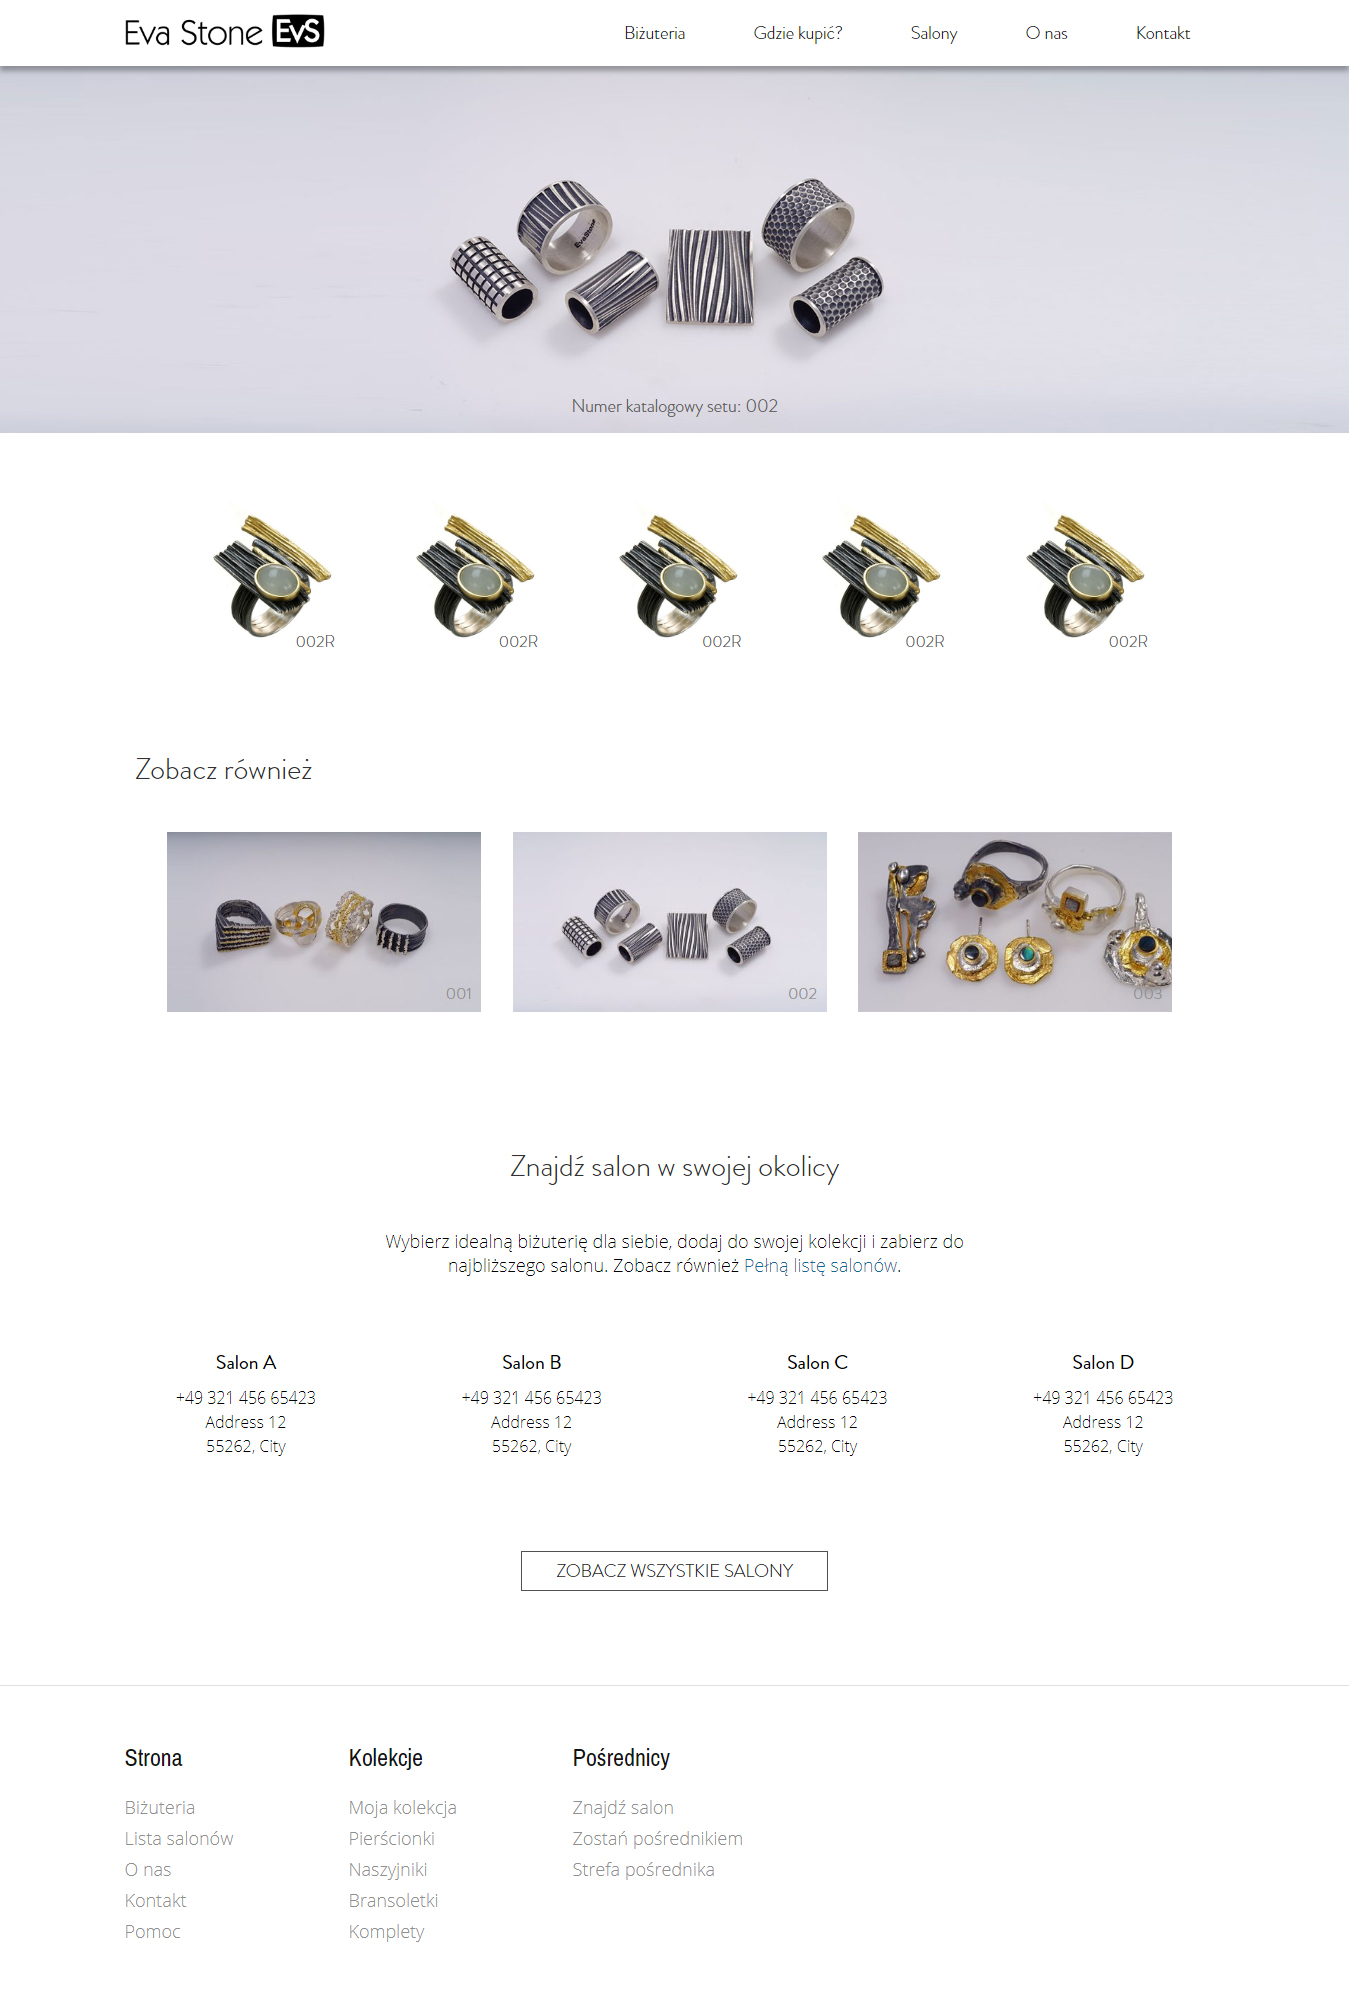 Eva Stone EvS
Biżuteria
Gdzie kupić?
Salony
O nas
Kontakt
EvaStone
Numer katalogowy setu: 002
002R
002R
002R
002R
002R
Zobacz również
001
002
003
Znajdź salon w swojej okolicy
Wybierz idealną biżuterię dla siebie, dodaj do swojej kolekcji i zabierz do
najbliższego salonu. Zobacz również Pełną listę salonów.
Salon A
+49 321 456 65423
Address 12
55262, City
Salon B
+49 321 456 65423
Address 12
55262, City
Salon C
+49 321 456 65423
Address 12
55262, City
Salon D
+49 321 456 65423
Address 12
55262, City
ZOBACZ WSZYSTKIE SALONY
Strona
Biżuteria
Lista salonów
O nas
Kontakt
Pomoc
Kolekcje
Moja kolekcja
Pierścionki
Naszyjniki
Bransoletki
Komplety
Pośrednicy
Znajdź salon
Zostań pośrednikiem
Strefa pośrednika